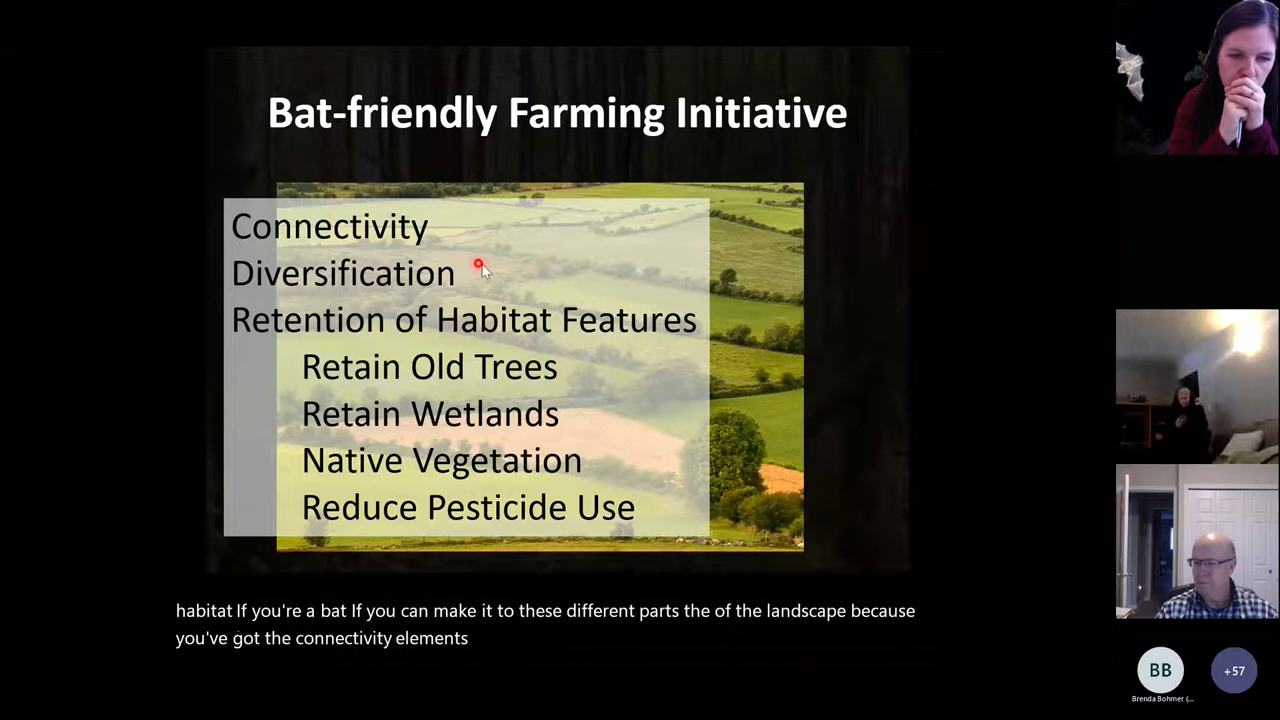 Bat-friendly Farming Initiative
Connectivity
Diversification
Retention of Habitat Features
Retain Old Trees
Retain Wetlands
Native Vegetation
Reduce Pesticide Use
habitat If you're a bat If you can make it to these different parts the of the landscape because
you've got the connectivity elements
BB
+57
Brenda Bohmer (...